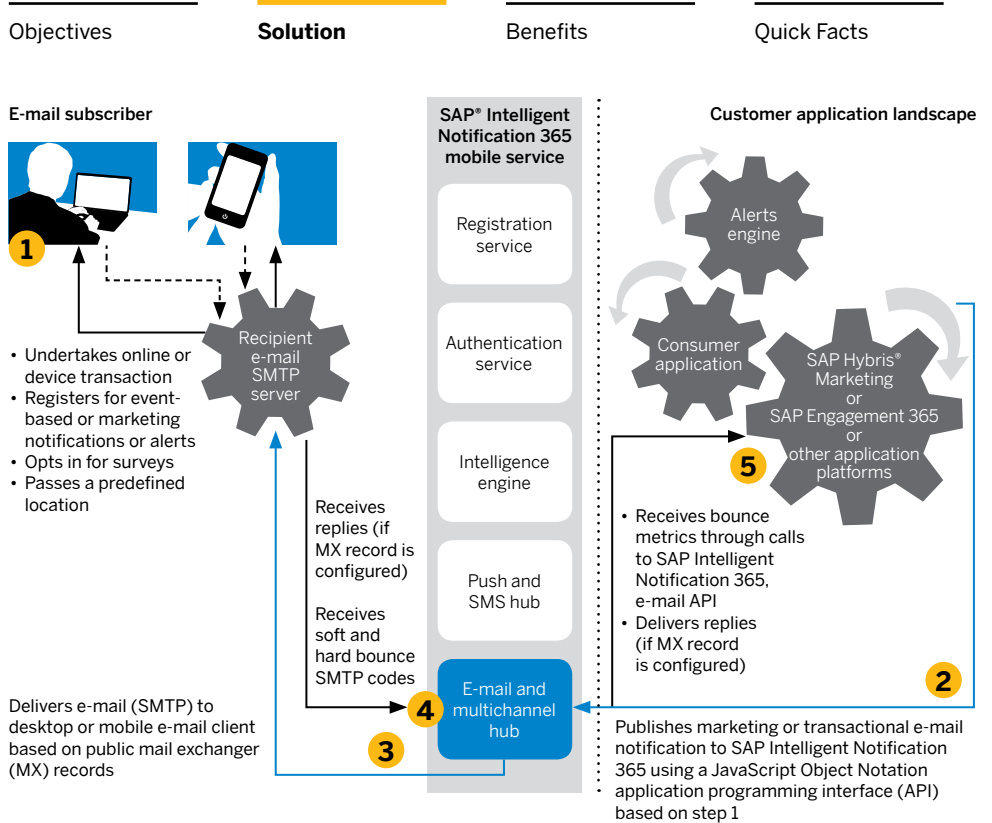 Objectives
Solution
Benefits
Quick Facts
E-mail subscriber
1
• Undertakes online or
device transaction
• Registers for event-
based or marketing
notifications or alerts
• Opts in for surveys
• Passes a predefined
location
Recipient
e-mail
SMTP
server
Receives
replies (if
MX record is
configured)
Receives
soft and
hard bounce
SMTP codes
Delivers e-mail (SMTP) to
desktop or mobile e-mail client
based on public mail exchanger
(MX) records
3
4
SAP® Intelligent
Notification 365
mobile service
Registration
service
Authentication
service
Intelligence
engine
Push and
SMS hub
E-mail and
multichannel
hub
Customer application landscape
Alerts
engine
Consumer
application
SAP Hybris®
Marketing
or
SAP Engagement 365
or
other application
platforms
5
• Receives bounce
metrics through calls
to SAP Intelligent
Notification 365,
e-mail API
• Delivers replies
(if MX record
is configured)
2
Publishes marketing or transactional e-mail
notification to SAP Intelligent Notification
365 using a JavaScript Object Notation
application programming interface (API)
based on step 1